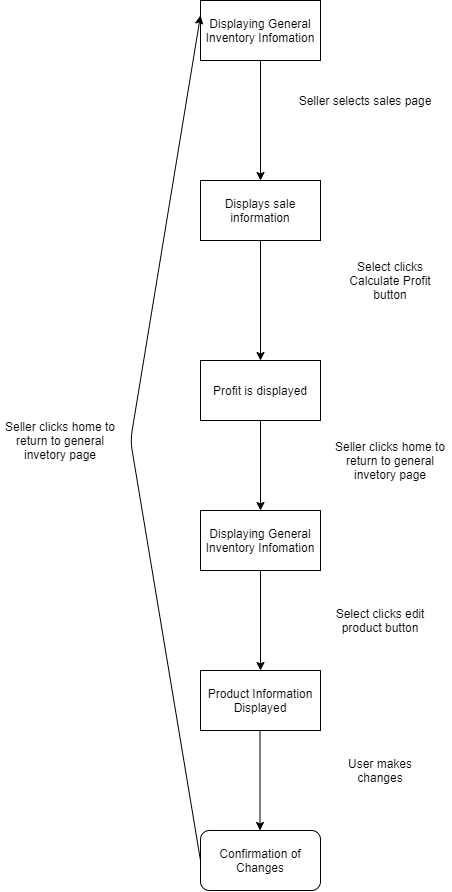 Displaying General
Inventory Infomation
Seller selects sales page
Displays sale
information
Select clicks
Calculate Profit
button
Profit is displayed
Seller clicks home to
return to general
invetory page
Seller clicks home to
return to general
invetory page
Displaying General
Inventory Infomation
Select clicks edit
product button
Product Information
Displayed
User makes
changes
Confirmation of
Changes